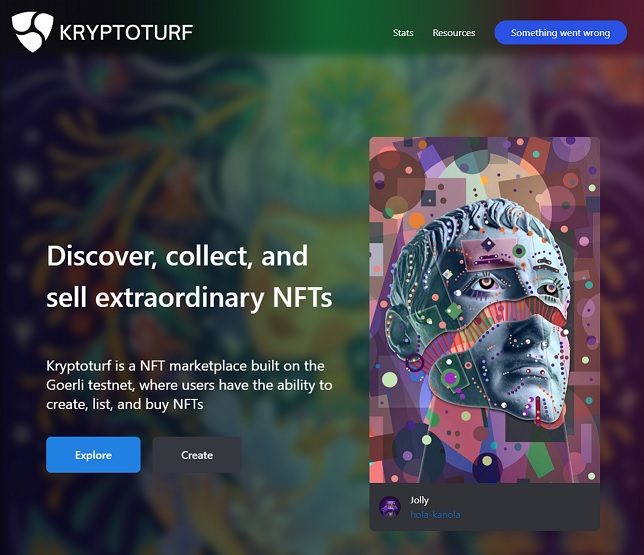 KRYPTOTURF
Stats
Resources
Something went wrong
Discover, collect, and
sell extraordinary NFTs
Kryptoturf is a NFT marketplace built on the
Goerli testnet, where users have the ability to
create, list, and buy NFTs
Explore
Create
Jolly
hola-kanola